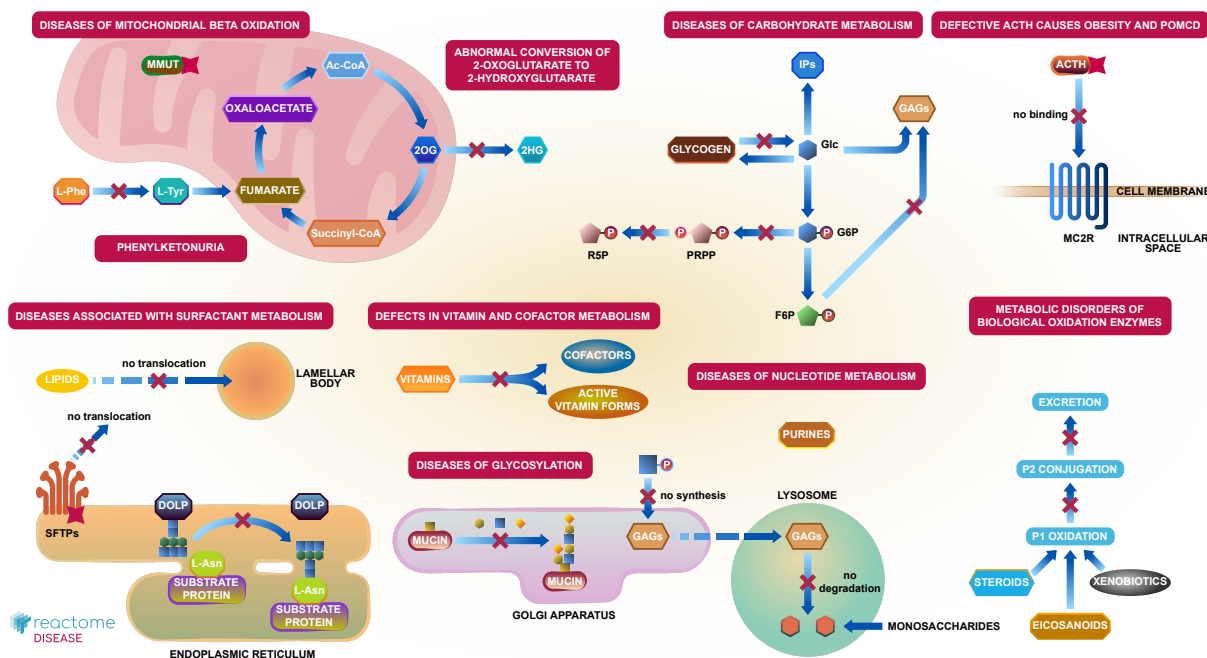 DISEASES OF MITOCHONDRIAL BETA OXIDATION
MMUT
Ac-CoA
OXALOACETATE
2OG
2HG
L-Phe
L-Tyr
FUMARATE
Succinyl-CoA
PHENYLKETONURIA
ABNORMAL CONVERSION OF
2-OXOGLUTARATE TO
2-HYDROXYGLUTARATE
DISEASES OF CARBOHYDRATE METABOLISM
IPs
GAGs
GLYCOGEN
Glc
R5P
P
P
PRPP
P
P
G6P
F6P
P
DEFECTIVE ACTH CAUSES OBESITY AND POMCD
ACTH
no binding
CELL MEMBRANE
MC2R
INTRACELLULAR
SPACE
DISEASES ASSOCIATED WITH SURFACTANT METABOLISM
LIPIDS
no translocation
LAMELLAR
BODY
no translocation
SFTPs
DOLP
DOLP
L-Asn
SUBSTRATE
PROTEIN
L-Asn
SUBSTRATE
PROTEIN
ENDOPLASMIC RETICULUM
DEFECTS IN VITAMIN AND COFACTOR METABOLISM
VITAMINS
COFACTORS
ACTIVE
VITAMIN FORMS
DISEASES OF NUCLEOTIDE METABOLISM
PURINES
DISEASES OF GLYCOSYLATION
P
no synthesis
MUCIN
MUCIN
GAGs
GOLGI APPARATUS
LYSOSOME
GAGs
no
degradation
MONOSACCHARIDES
METABOLIC DISORDERS OF
BIOLOGICAL OXIDATION ENZYMES
EXCRETION
P2 CONJUGATION
P1 OXIDATION
STEROIDS
XENOBIOTICS
EICOSANOIDS
reactome
DISEASE